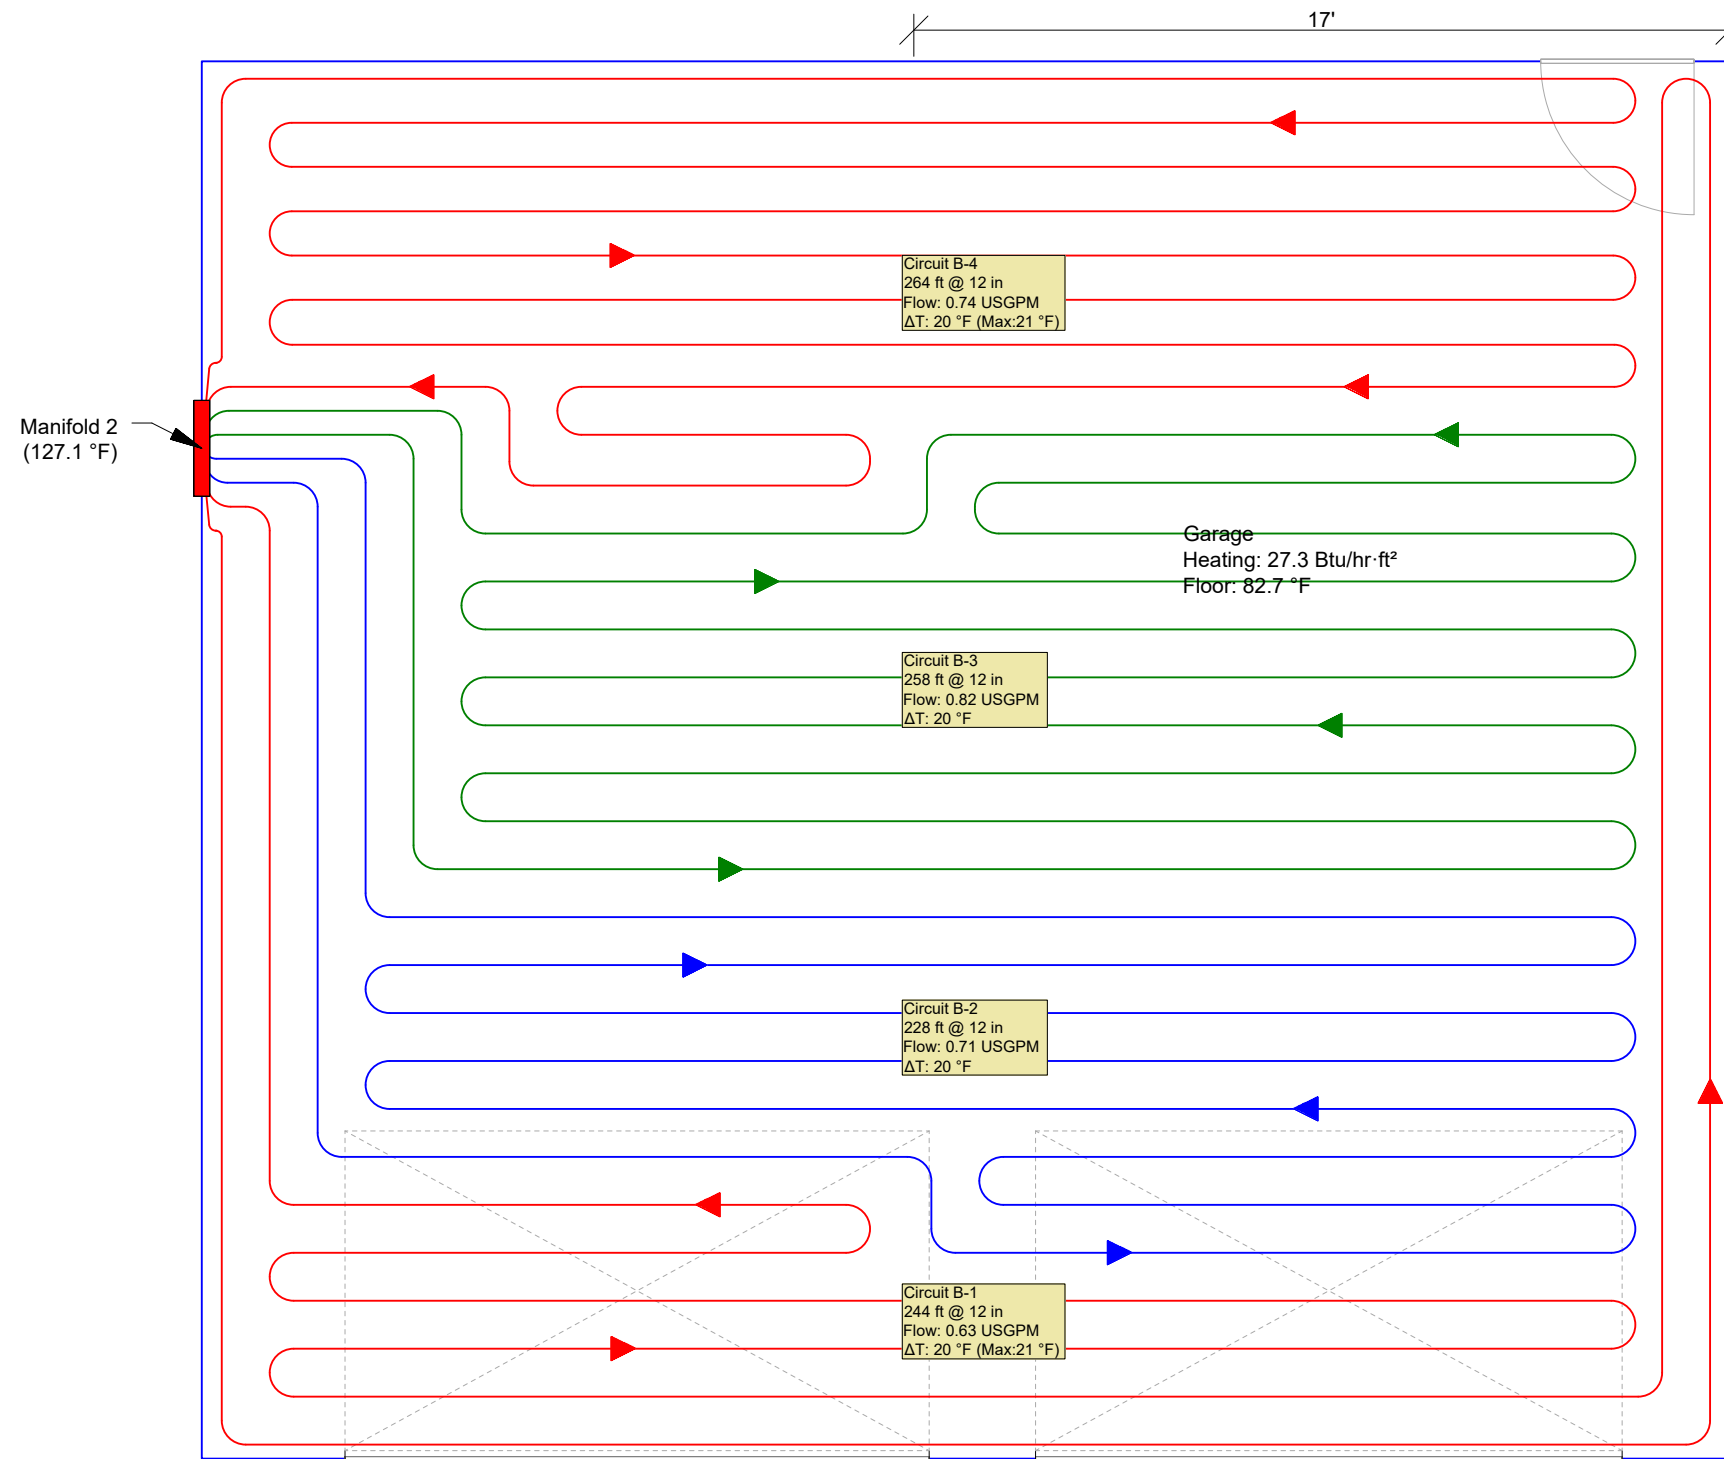 17'
Circuit B-4
264 ft @ 12 in
Flow: 0.74 USGPM
ΔT: 20 °F (Max:21 °F)
Manifold 2
(127.1 °F)
Garage
Heating: 27.3 Btu/hr·ft²
Floor: 82.7 °F
Circuit B-3
258 ft @ 12 in
Flow: 0.82 USGPM
ΔT: 20 °F
Circuit B-2
228 ft @ 12 in
Flow: 0.71 USGPM
ΔT: 20 °F
Circuit B-1
244 ft @ 12 in
Flow: 0.63 USGPM
ΔT: 20 °F (Max:21 °F)